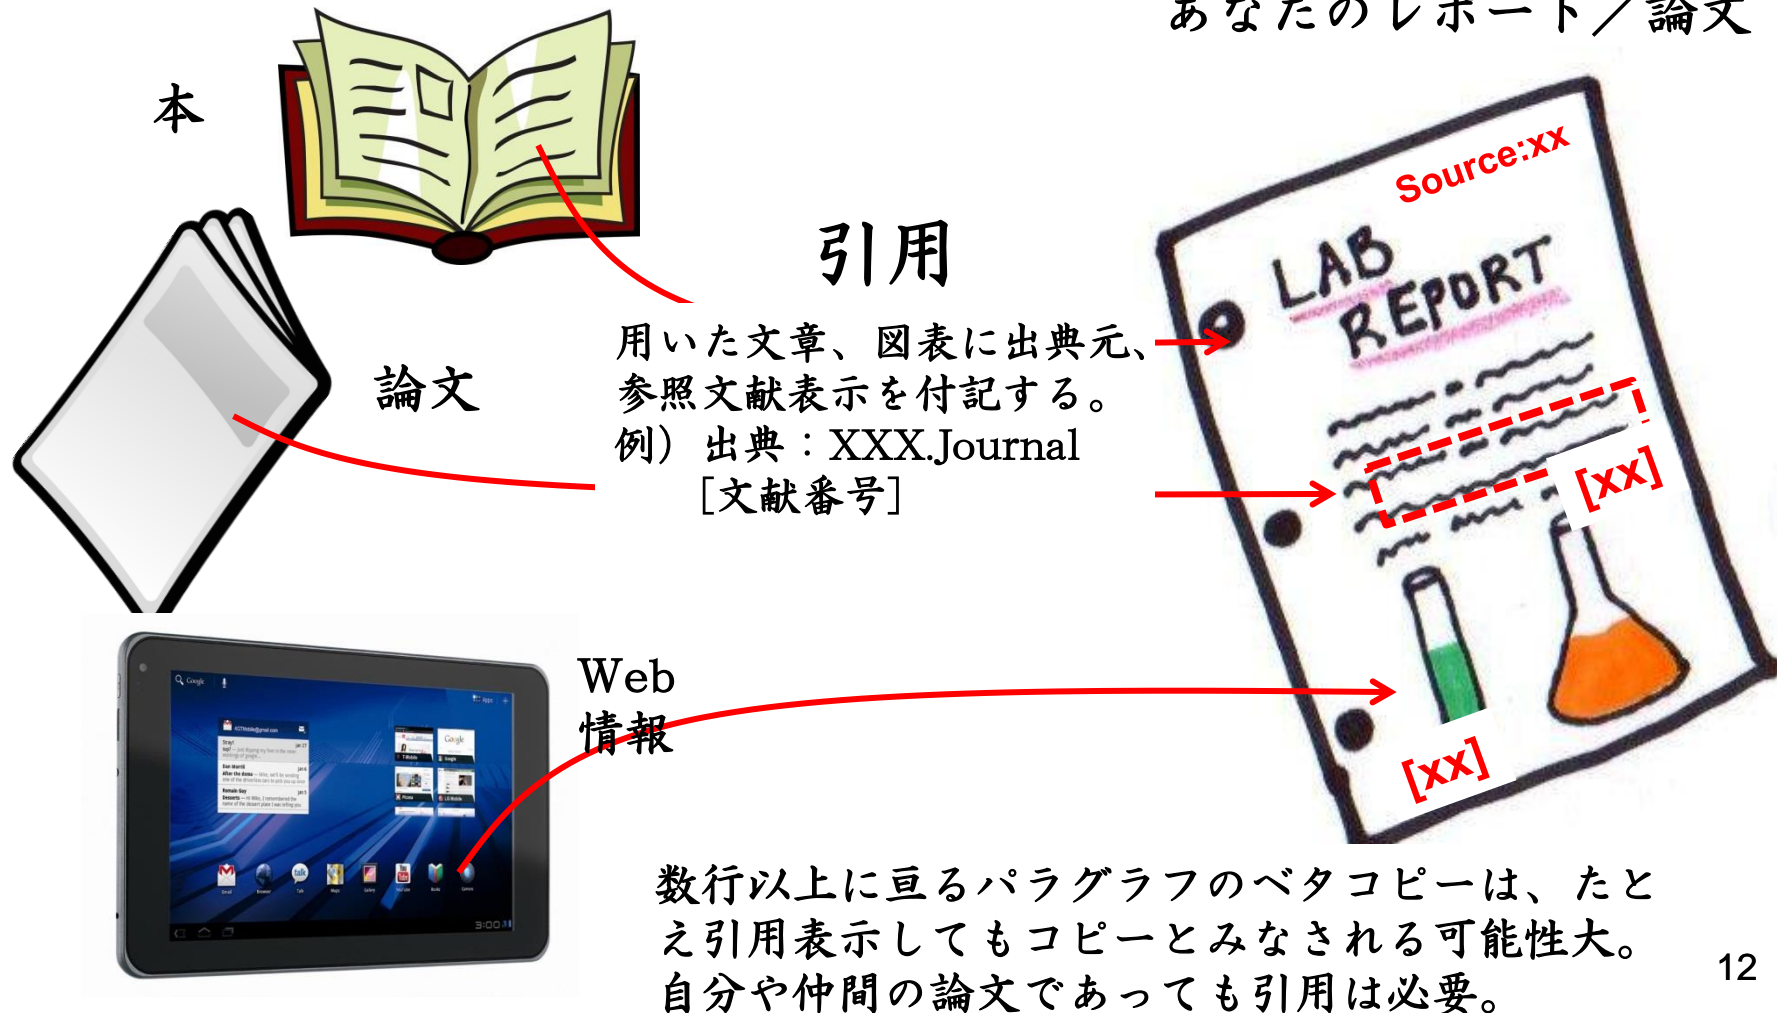 あなたのレポート／論文
本
Source:xx
LAB
REPORT
引用
用いた文章、図表に出典元、
参照文献表示を付記する。
例）出典：XXX.Journal
[文献番号]
論文
[xx]
Web
情報
[xx]
Google
Apps
Google
3:00
数行以上に亘るパラグラフのベタコピーは、たと
え引用表示してもコピーとみなされる可能性大。
自分や仲間の論文であっても引用は必要。
12